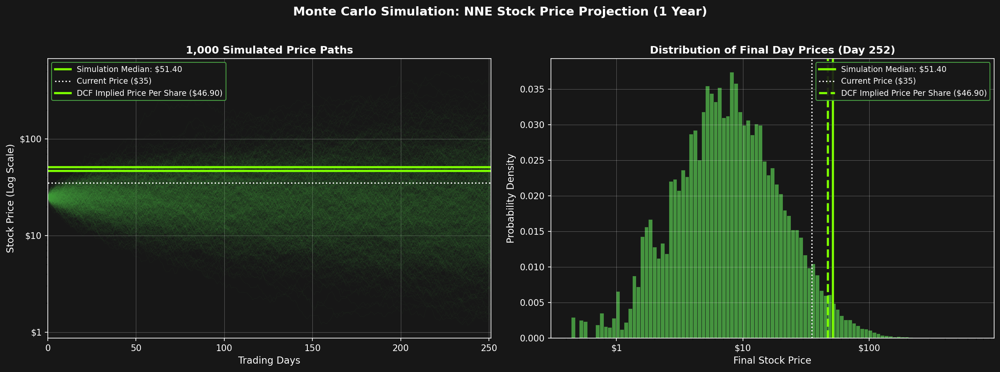 Monte Carlo Simulation: NNE Stock Price Projection (1 Year)
1,000 Simulated Price Paths
Simulation Median: $51.40
Current Price ($35)
DCF Implied Price Per Share ($46.90)
Stock Price (Log Scale)
$100
$10
$1
0
50
100
150
200
250
Trading Days
Distribution of Final Day Prices (Day 252)
Simulation Median: $51.40
Current Price ($35)
DCF Implied Price Per Share ($46.90)
Probability Density
0.035
0.030
0.025
0.020
0.015
0.010
0.005
0.000
$1
$10
$100
Final Stock Price